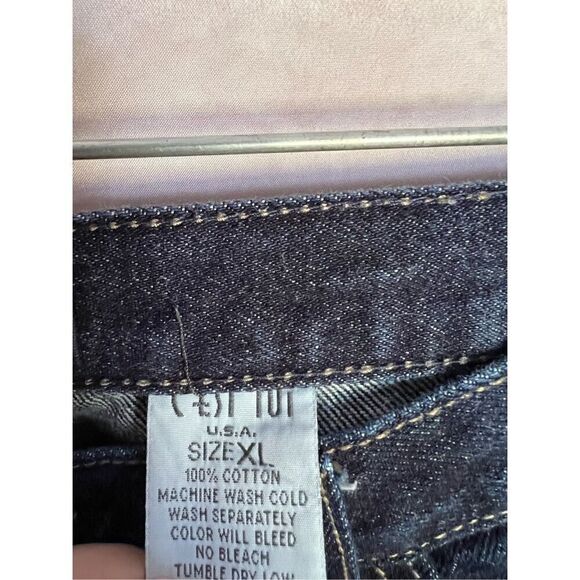 U.S.A.
SIZE XL
100% COTTON
MACHINE WASH COLD
WASH SEPARATELY
COLOR WILL BLEED
NO BLEACH
TUMBLE DRY LOW